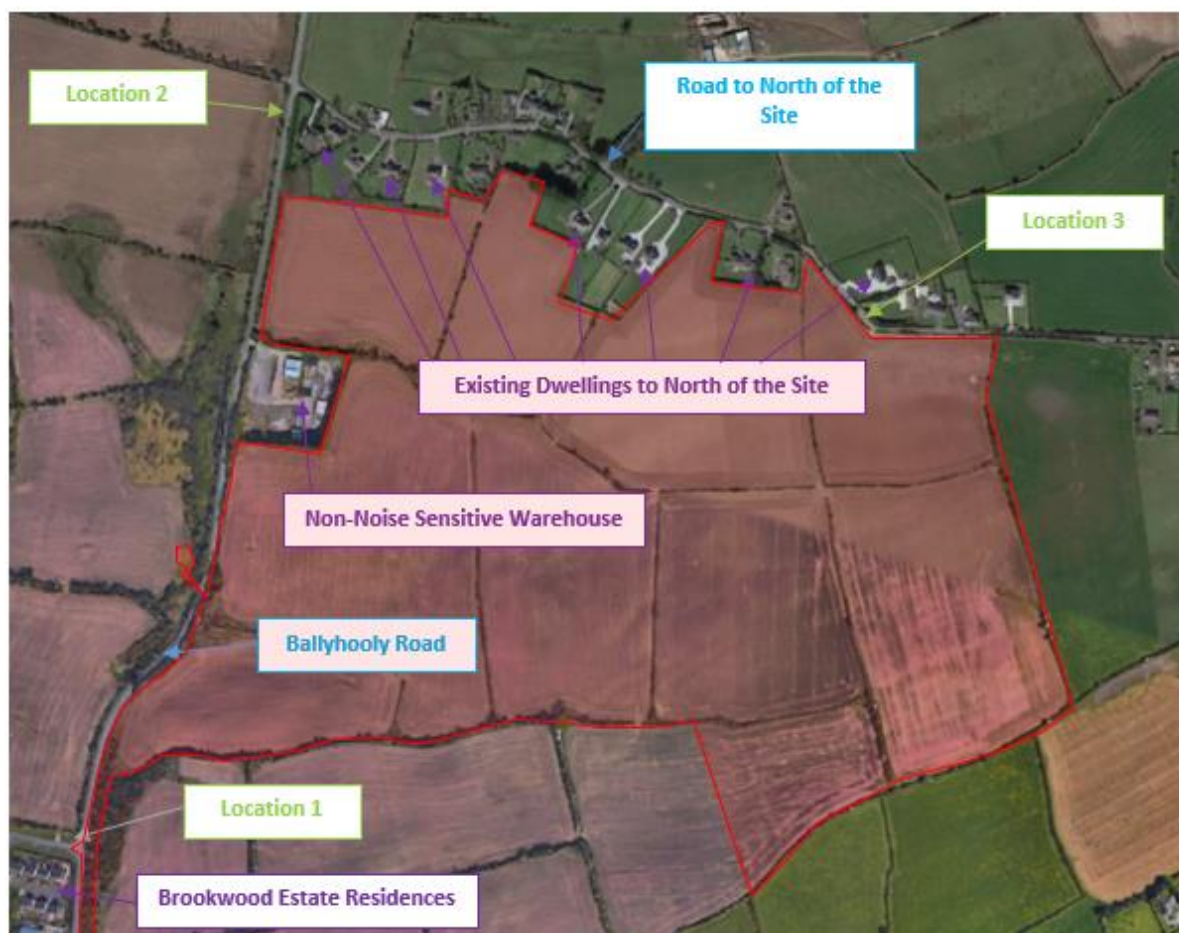 Location 2
Road to North of the
Site
Location 3
Existing Dwellings to North of the Site
Non-Noise Sensitive Warehouse
Ballyhooly Road
Location 1
Brookwood Estate Residences